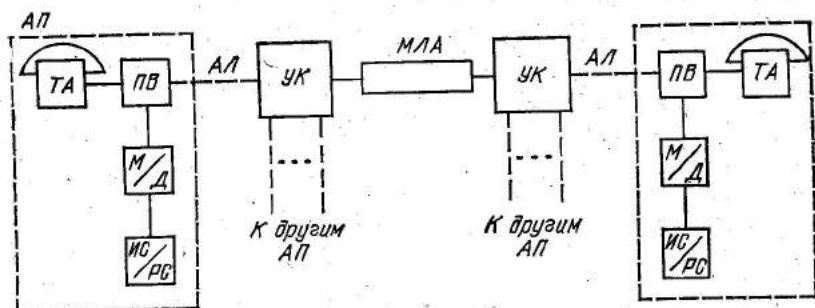 АП
ТА
ПВ
АЛ
УК
МЛА
УК
АЛ
ПВ
ТА
М/Д
М/Д
ИС/РС
ИС/РС
К другим
АП
К другим
АП